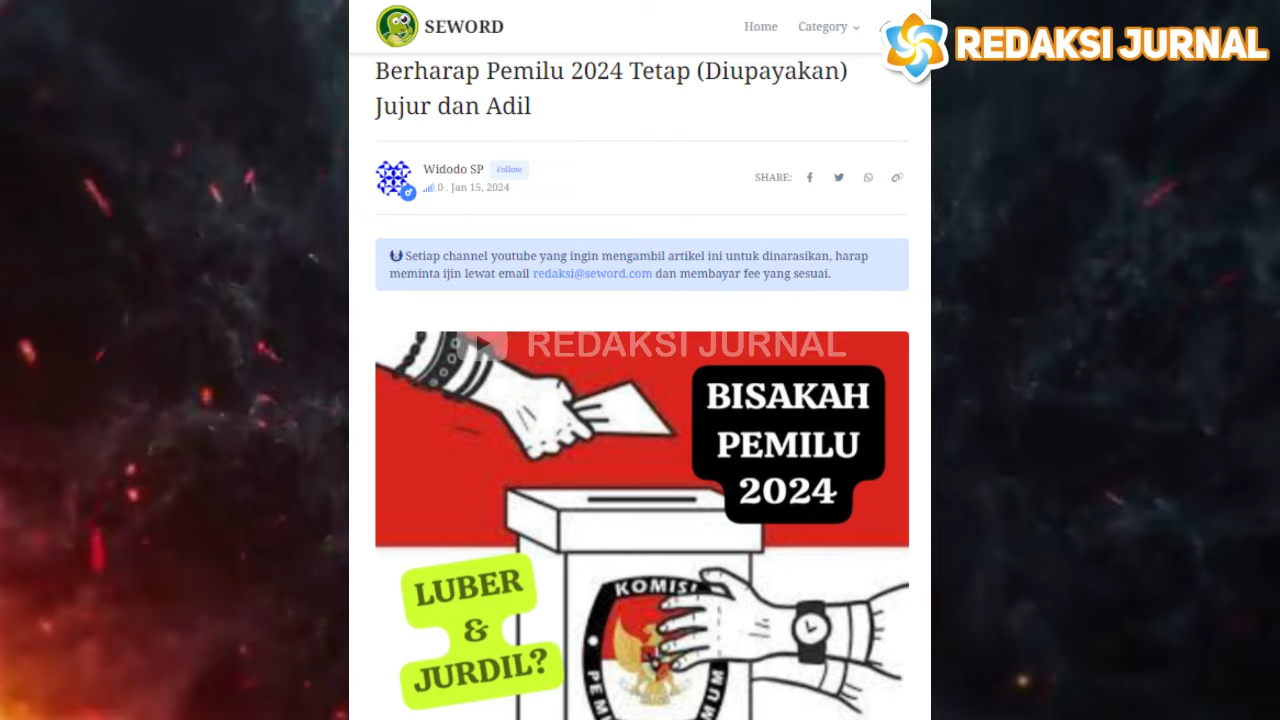 SEWORD
Home
Category
REDAKSI JURNAL
Berharap Pemilu 2024 Tetap (Diupayakan)
Jujur dan Adil
Widodo SP
Follow
0 . Jan 15, 2024
SHARE:
Setiap channel youtube yang ingin mengambil artikel ini untuk dinarasikan, harap
meminta ijin lewat email redaksi@seword.com dan membayar fee yang sesuai.
REDAKSI JURNAL
BISAKAH
PEMILU
2024
LUBER
&
JURDIL?
KOMISI